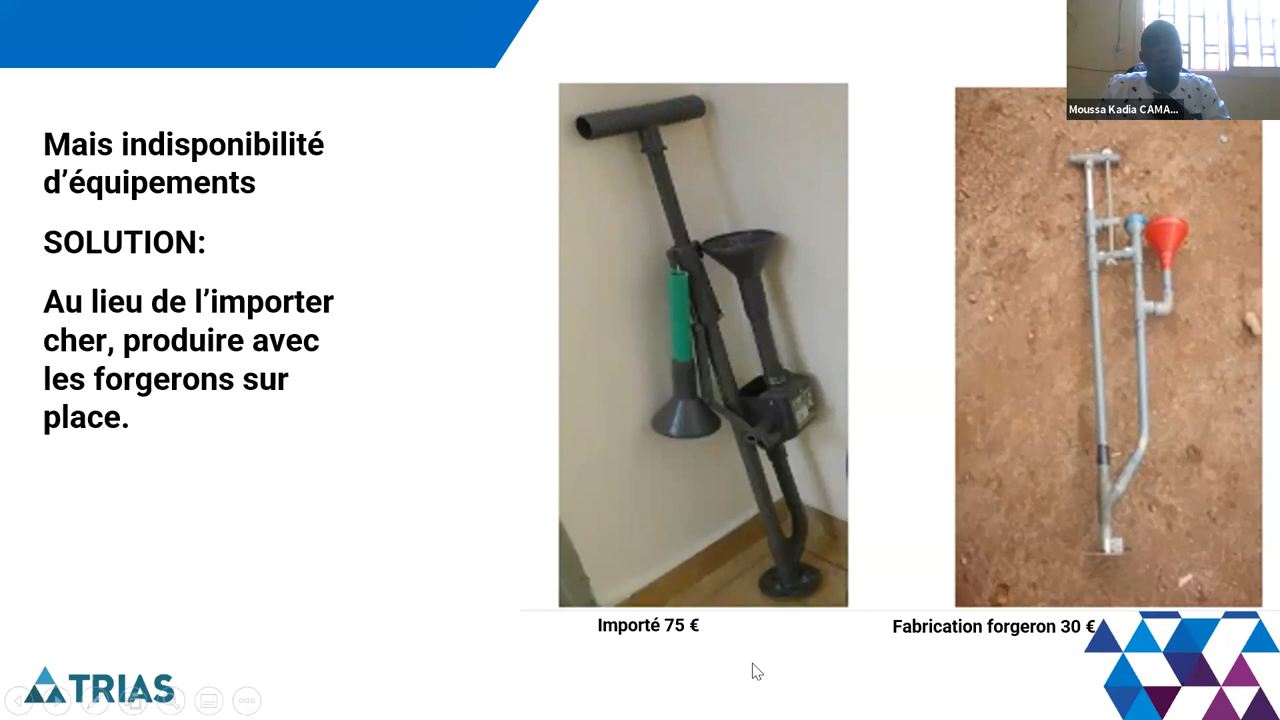 Moussa Kadia CAMA...
Mais indisponibilité
d’équipements
SOLUTION:
Au lieu de l’importer
cher, produire avec
les forgerons sur
place.
Importé 75 €
Fabrication forgeron 30 €
TRIAS